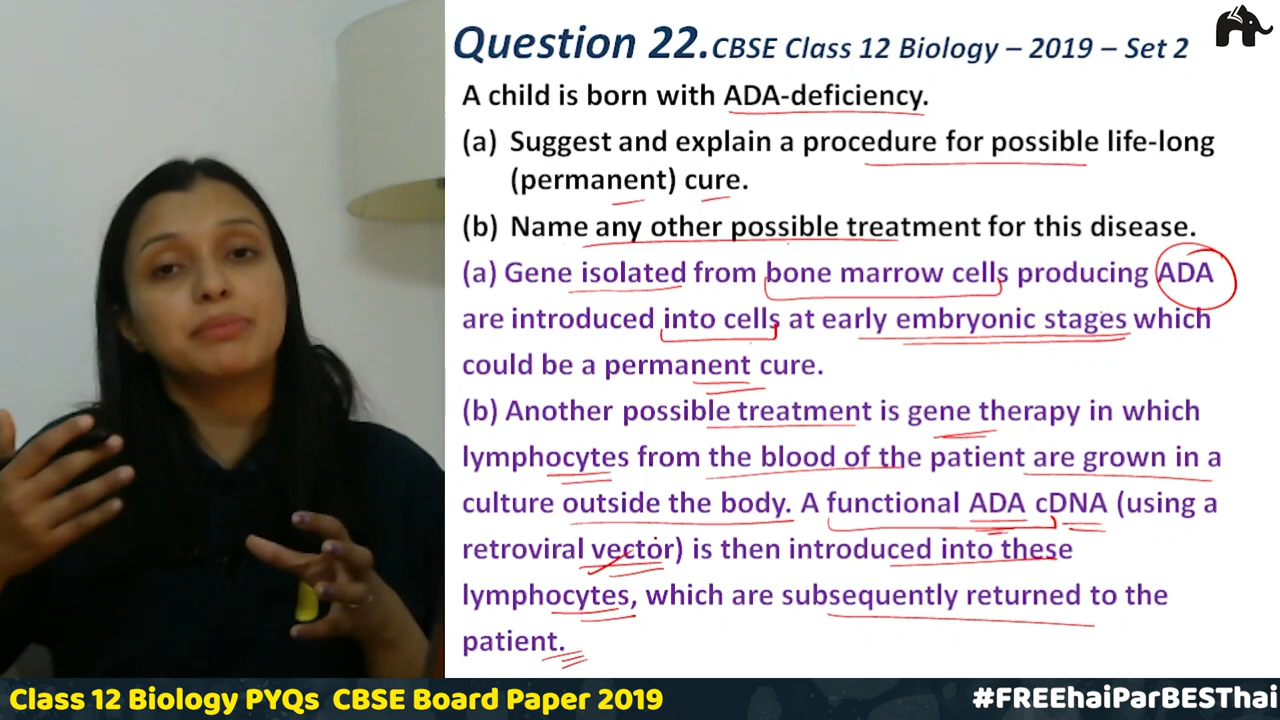 Question 22.CBSE Class 12 Biology – 2019 – Set 2
A child is born with ADA-deficiency.
(a) Suggest and explain a procedure for possible life-long
(permanent) cure.
(b) Name any other possible treatment for this disease.
(a) Gene isolated from bone marrow cells producing ADA
are introduced into cells at early embryonic stages which
could be a permanent cure.
(b) Another possible treatment is gene therapy in which
lymphocytes from the blood of the patient are grown in a
culture outside the body. A functional ADA cDNA (using a
retroviral vector) is then introduced into these
lymphocytes, which are subsequently returned to the
patient.
Class 12 Biology PYQs CBSE Board Paper 2019
#FREEhaiParBESThai